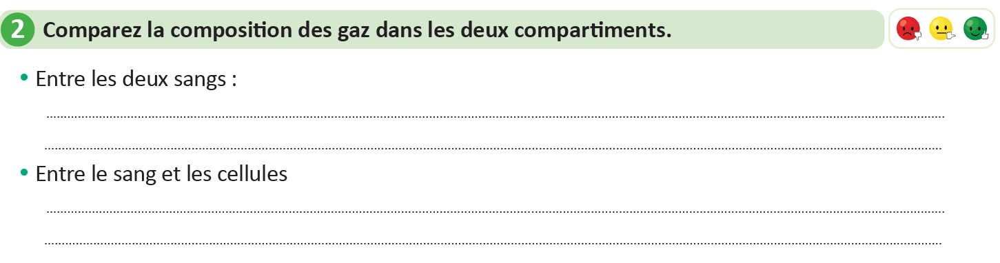 2 Comparez la composition des gaz dans les deux compartiments.
• Entre les deux sangs :
• Entre le sang et les cellules